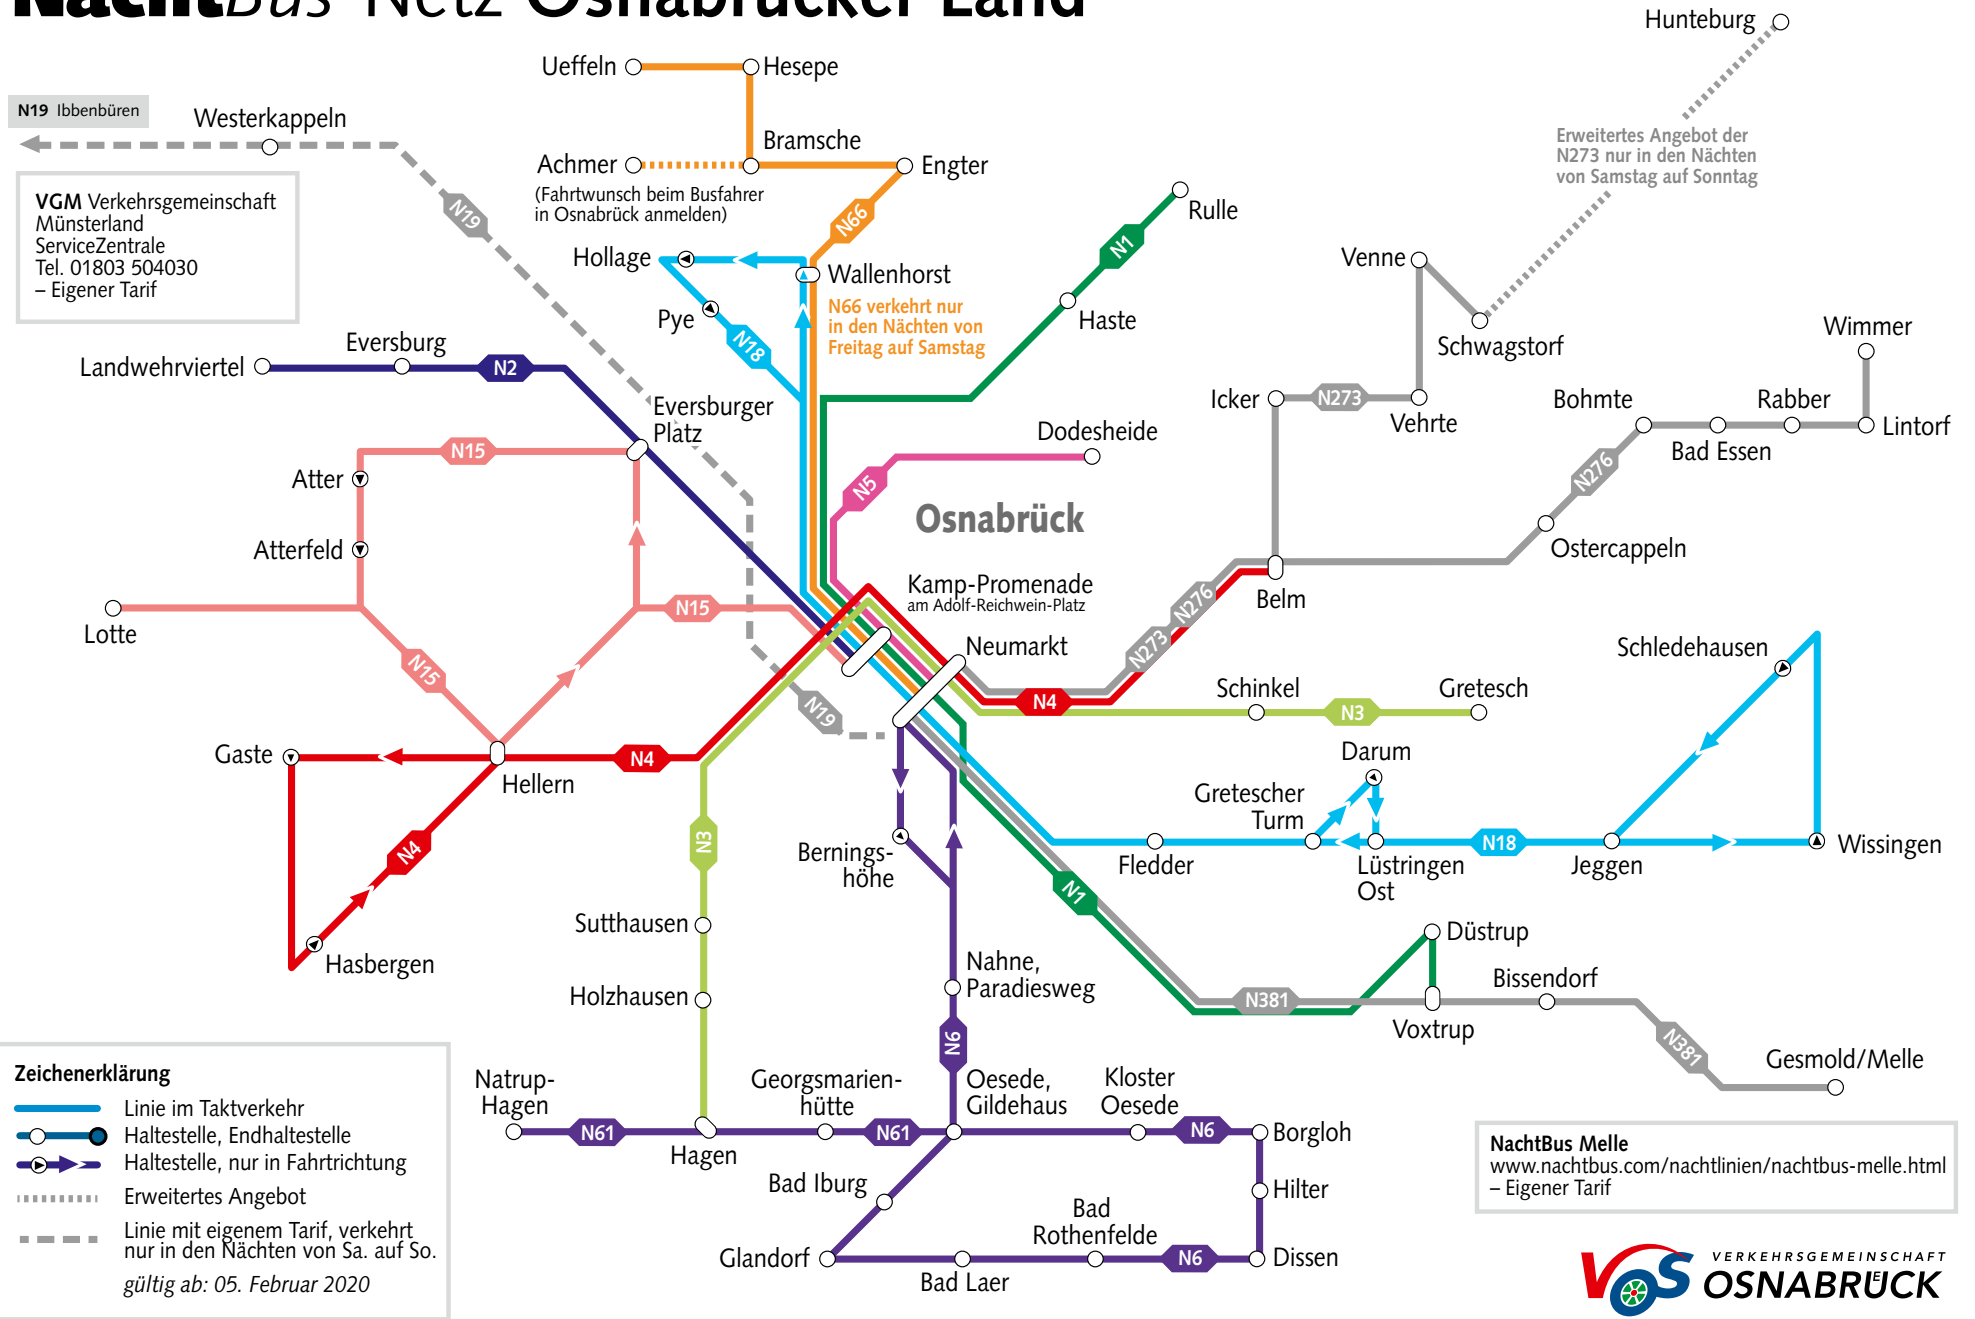 NachtBus-Netz Osnabrücker Land
Hunteburg
Ueffeln
Hesepe
N19 Ibbenbüren
Westerkappeln
Erweitertes Angebot der
N273 nur in den Nächten
von Samstag auf Sonntag
Achmer
Bramsche
Engter
(Fahrtwunsch beim Busfahrer
in Osnabrück anmelden)
VGM Verkehrsgemeinschaft
Münsterland
ServiceZentrale
Tel. 01803 504030
– Eigener Tarif
N19
N66
Rulle
N1
Hollage
Wallenhorst
Venne
N66 verkehrt nur
in den Nächten von
Freitag auf Samstag
Pye
N18
Haste
Schwagstorf
Wimmer
Landwehrviertel
Eversburg
N2
Eversburger
Platz
Icker
N273
Vehrte
Bohmte
Rabber
Lintorf
Bad Essen
Dodesheide
N15
Atter
N5
N276
Osnabrück
Atterfeld
Ostercappeln
Kamp-Promenade
am Adolf-Reichwein-Platz
Belm
N273
N276
Lotte
N15
N15
Neumarkt
Schledehausen
N19
N4
Schinkel
N3
Gretesch
Gaste
Hellern
N4
Darum
Gretescher
Turm
N4
N3
Bernings-
höhe
Fledder
Lüstringen
Ost
N18
Jeggen
Wissingen
N1
Sutthausen
Düstrup
Hasbergen
Nahne,
Paradiesweg
Holzhausen
N381
Bissendorf
Voxtrup
N6
N381
Gesmold/Melle
Natrup-
Hagen
N61
Hagen
Georgsmarien-
hütte
N61
Oesede,
Gildehaus
Kloster
Oesede
N6
Borgloh
Bad Iburg
Hilter
Bad
Rothenfelde
Glandorf
Bad Laer
N6
Dissen
Zeichenerklärung
Linie im Taktverkehr
Haltestelle, Endhaltestelle
Haltestelle, nur in Fahrtrichtung
Erweitertes Angebot
Linie mit eigenem Tarif, verkehrt
nur in den Nächten von Sa. auf So.
gültig ab: 05. Februar 2020
NachtBus Melle
www.nachtbus.com/nachtlinien/nachtbus-melle.html
– Eigener Tarif
VOS
VERKEHRSGEMEINSCHAFT
OSNABRÜCK